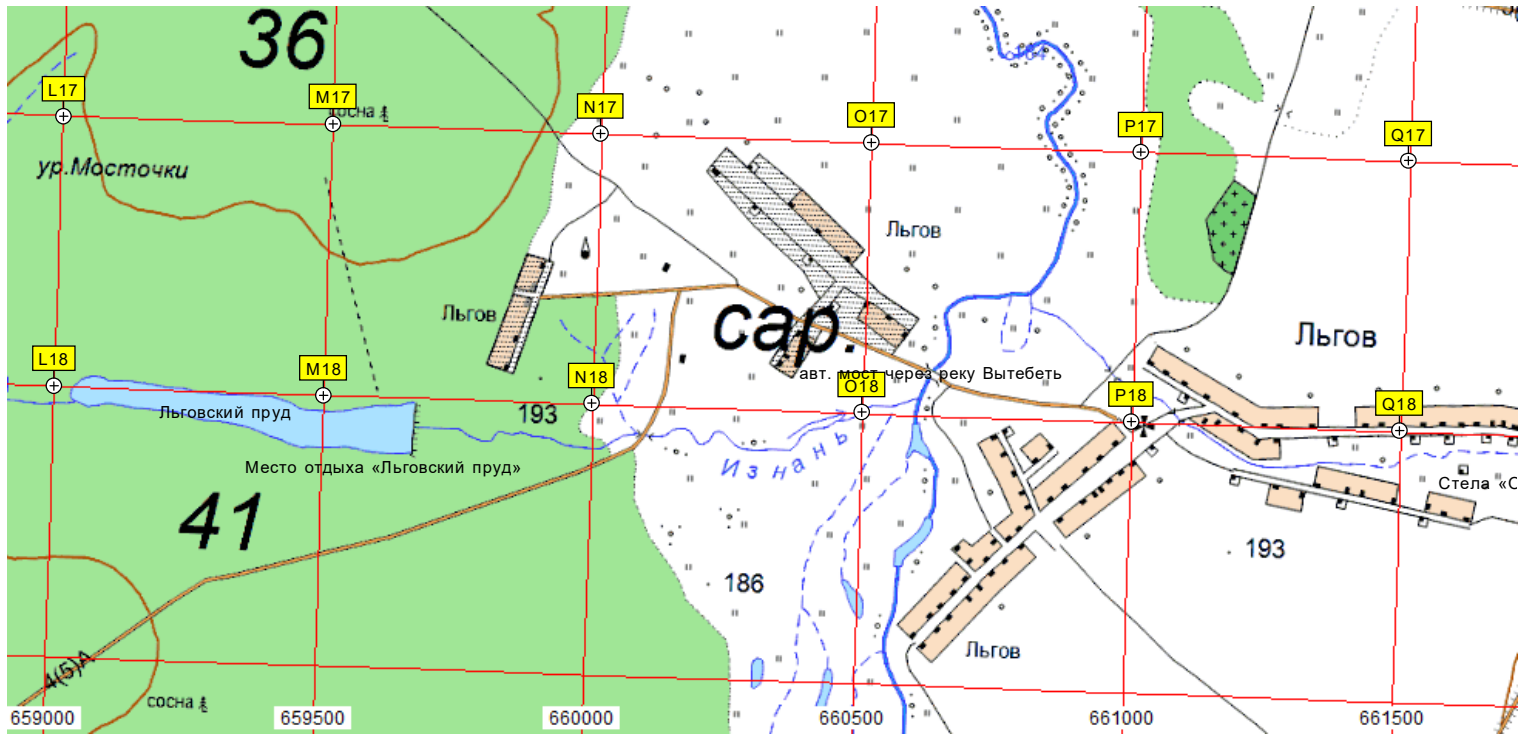 36
L17
M17
сосна
N17
O17
P17
Q17
ур.Мосточки
Льгов
Льгов
сар.
Льгов
L18
M18
N18
авт. мост через реку Вытебеть
O18
P18
Q18
Льговский пруд
193
Изнань
Место отдыха «Льговский пруд»
Стела «С
41
193
186
Льгов
4(5)А
сосна
659000
659500
660000
660500
661000
661500